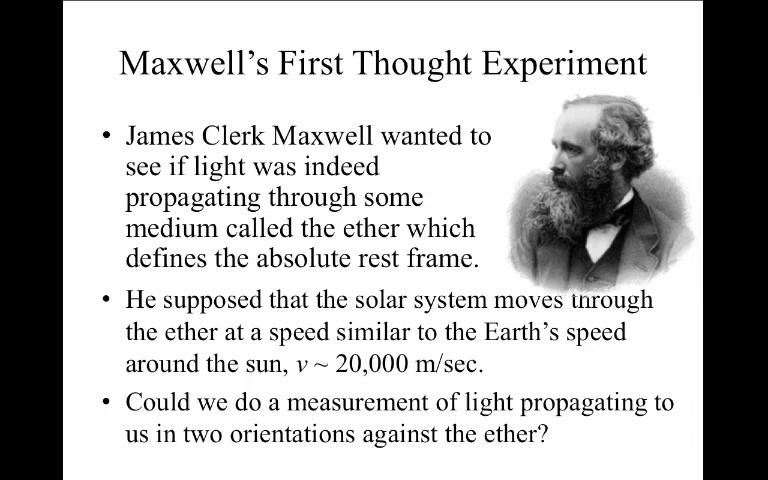 Maxwell’s First Thought Experiment
• James Clerk Maxwell wanted to
see if light was indeed
propagating through some
medium called the ether which
defines the absolute rest frame.
• He supposed that the solar system moves through
the ether at a speed similar to the Earth’s speed
around the sun, v ~ 20,000 m/sec.
• Could we do a measurement of light propagating to
us in two orientations against the ether?